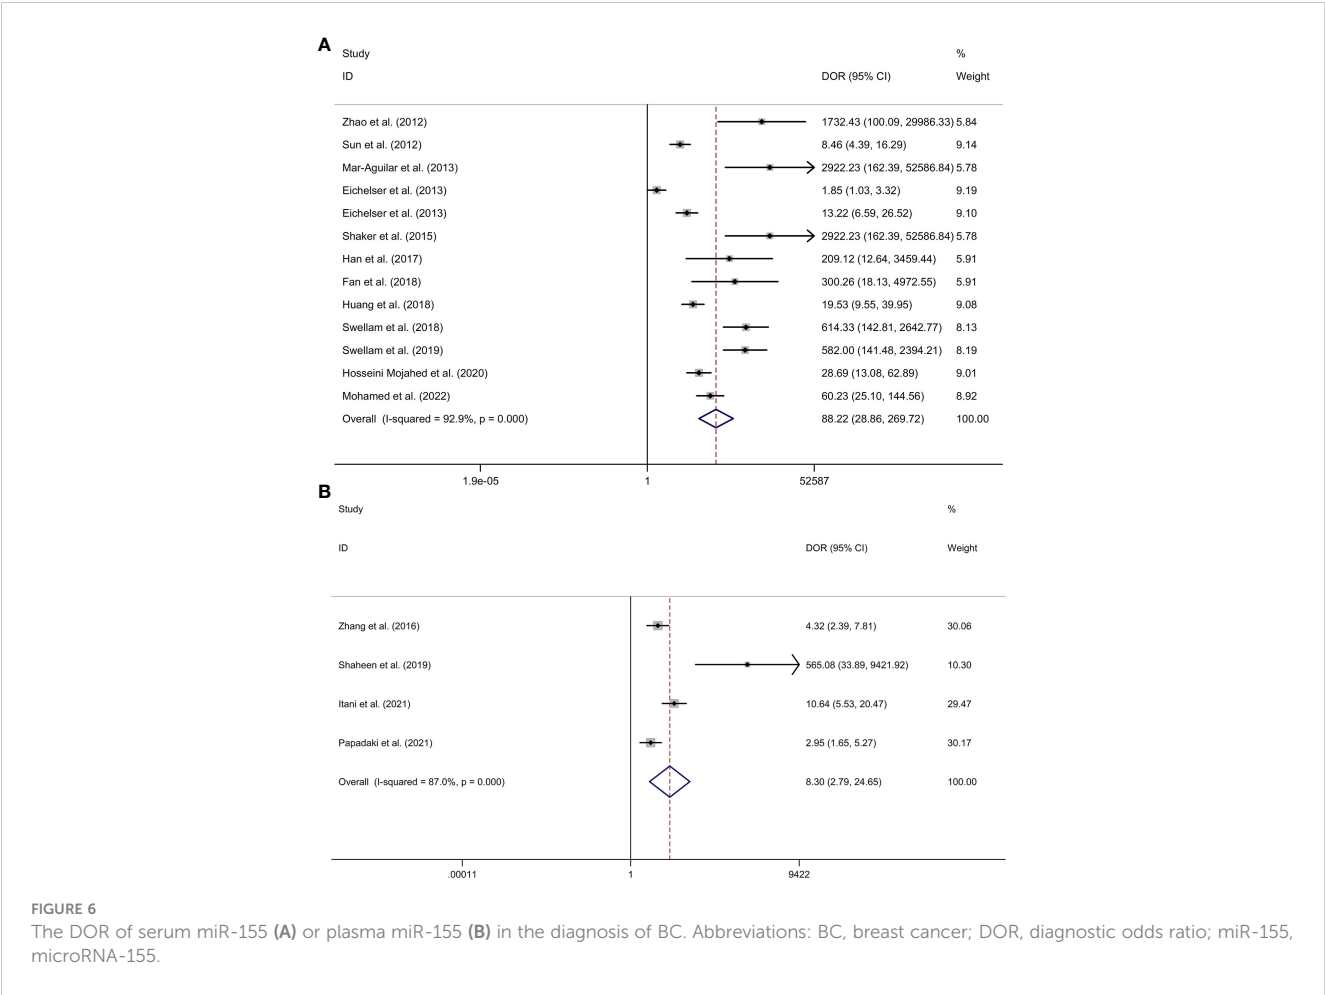 A
Study %
ID DOR (95% CI) Weight
Zhao et al. (2012) 1732.43 (100.09, 29986.33) 5.84
Sun et al. (2012) 8.46 (4.39, 16.29) 9.14
Mar-Aguilar et al. (2013) 2922.23 (162.39, 52586.84) 5.78
Eichelser et al. (2013) 1.85 (1.03, 3.32) 9.19
Eichelser et al. (2013) 13.22 (6.59, 26.52) 9.10
Shaker et al. (2015) 2922.23 (162.39, 52586.84) 5.78
Han et al. (2017) 209.12 (12.64, 3459.44) 5.91
Fan et al. (2018) 300.26 (18.13, 4972.55) 5.91
Huang et al. (2018) 19.53 (9.55, 39.95) 9.08
Swellam et al. (2018) 614.33 (142.81, 2642.77) 8.13
Swellam et al. (2019) 582.00 (141.48, 2394.21) 8.19
Hosseini Mojahed et al. (2020) 28.69 (13.08, 62.89) 9.01
Mohamed et al. (2022) 60.23 (25.10, 144.56) 8.92
Overall (I-squared = 92.9%, p = 0.000) 88.22 (28.86, 269.72) 100.00
1.9e-05 1 52587
B
Study %
ID DOR (95% CI) Weight
Zhang et al. (2016) 4.32 (2.39, 7.81) 30.06
Shaheen et al. (2019) 565.08 (33.89, 9421.92) 10.30
Itani et al. (2021) 10.64 (5.53, 20.47) 29.47
Papadaki et al. (2021) 2.95 (1.65, 5.27) 30.17
Overall (I-squared = 87.0%, p = 0.000) 8.30 (2.79, 24.65) 100.00
.00011 1 9422
FIGURE 6
The DOR of serum miR-155 (A) or plasma miR-155 (B) in the diagnosis of BC. Abbreviations: BC, breast cancer; DOR, diagnostic odds ratio; miR-155,
microRNA-155.